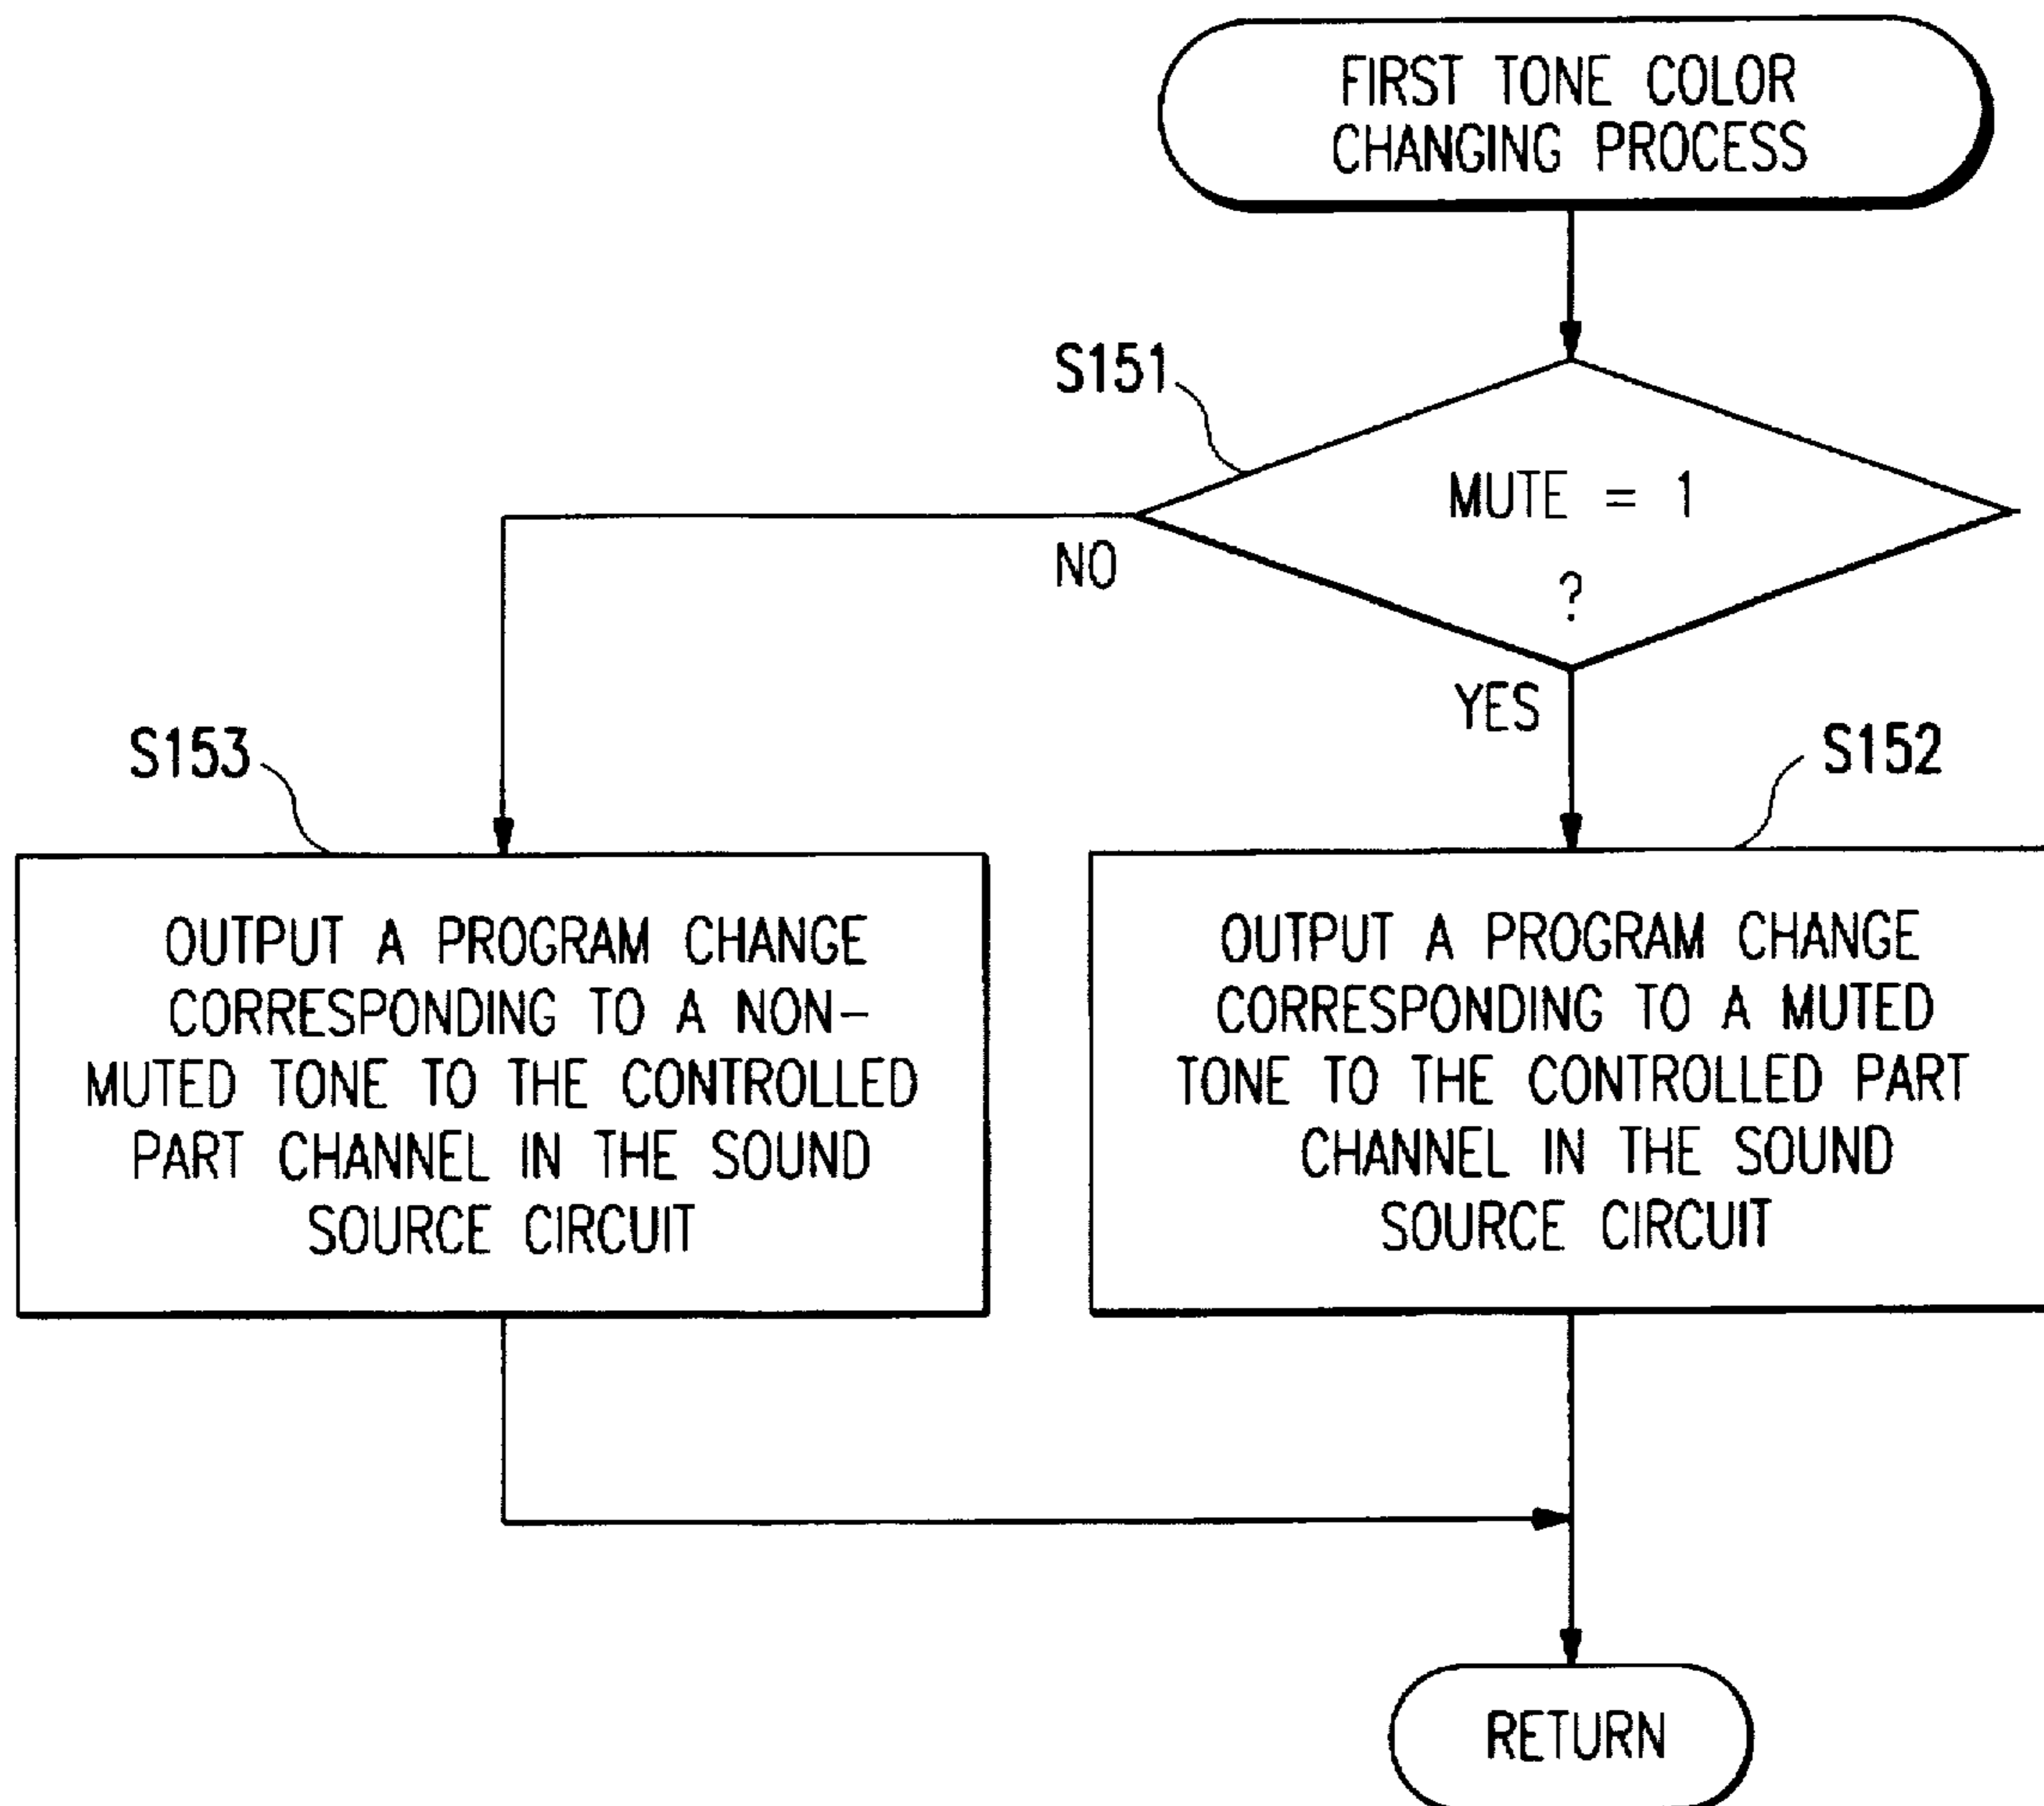 FIRST TONE COLOR
CHANGING PROCESS
S151
MUTE = 1
?
NO
YES
S153
S152
OUTPUT A PROGRAM CHANGE
CORRESPONDING TO A NON-
MUTED TONE TO THE CONTROLLED
PART CHANNEL IN THE SOUND
SOURCE CIRCUIT
OUTPUT A PROGRAM CHANGE
CORRESPONDING TO A MUTED
TONE TO THE CONTROLLED PART
CHANNEL IN THE SOUND
SOURCE CIRCUIT
RETURN